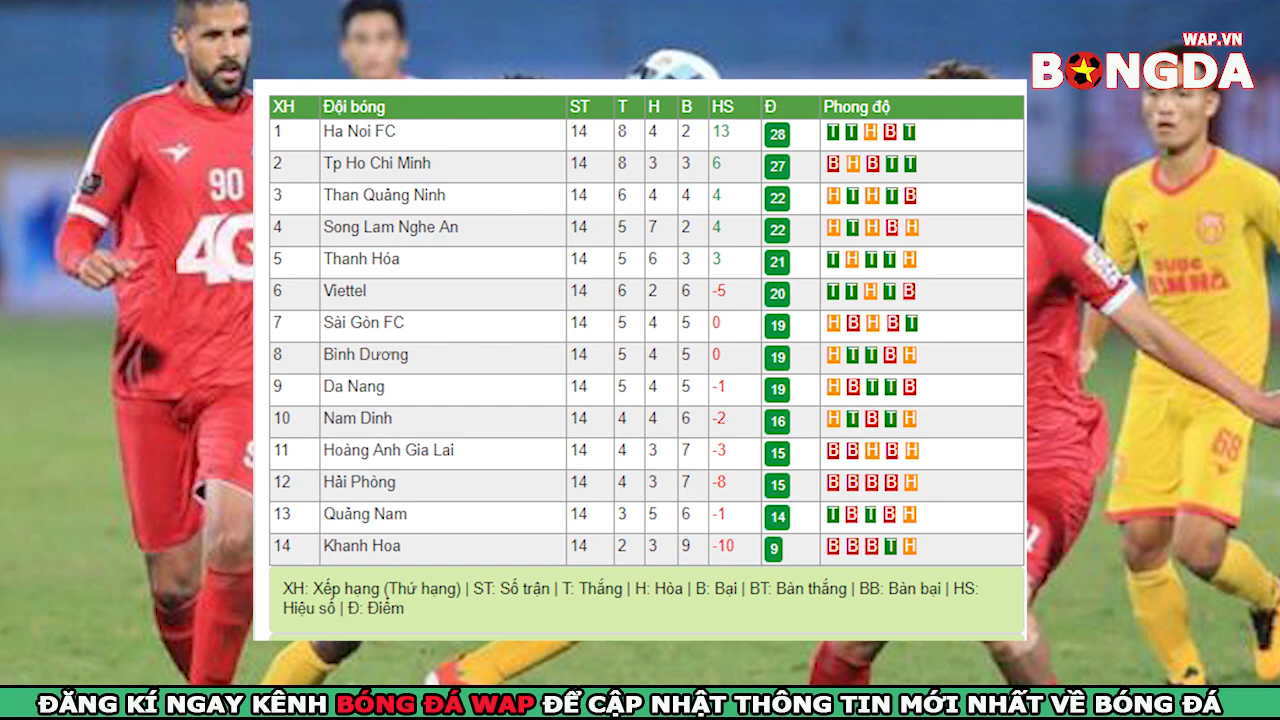 WAP.VN
BONGDA
XH Đội bóng ST T H B HS Đ Phong độ
1 Ha Noi FC 14 8 4 2 13 28 T T H B T
2 Tp Ho Chi Minh 14 8 3 3 6 27 B H B T T
3 Than Quảng Ninh 14 6 4 4 4 22 H T H T B
4 Song Lam Nghe An 14 5 7 2 4 22 H T H B H
5 Thanh Hóa 14 5 6 3 3 21 T H T T H
6 Viettel 14 6 2 6 -5 20 T T H T B
7 Sài Gòn FC 14 5 4 5 0 19 H B H B T
8 Bình Dương 14 5 4 5 0 19 H T T B H
9 Da Nang 14 5 4 5 -1 19 H B T T B
10 Nam Dinh 14 4 4 6 -2 16 H T B T H
11 Hoàng Anh Gia Lai 14 4 3 7 -3 15 B B H B H
12 Hải Phòng 14 4 3 7 -8 15 B B B B H
13 Quảng Nam 14 3 5 6 -1 14 T B T B H
14 Khanh Hoa 14 2 3 9 -10 9 B B B T H
XH: Xếp hạng (Thứ hạng) | ST: Số trận | T: Thắng | H: Hòa | B: Bại | BT: Bàn thắng | BB: Bàn bại | HS:
Hiệu số | Đ: Điểm
90
68
ĐĂNG KÍ NGAY KÊNH BÓNG ĐÁ WAP ĐỂ CẬP NHẬT THÔNG TIN MỚI NHẤT VỀ BÓNG ĐÁ